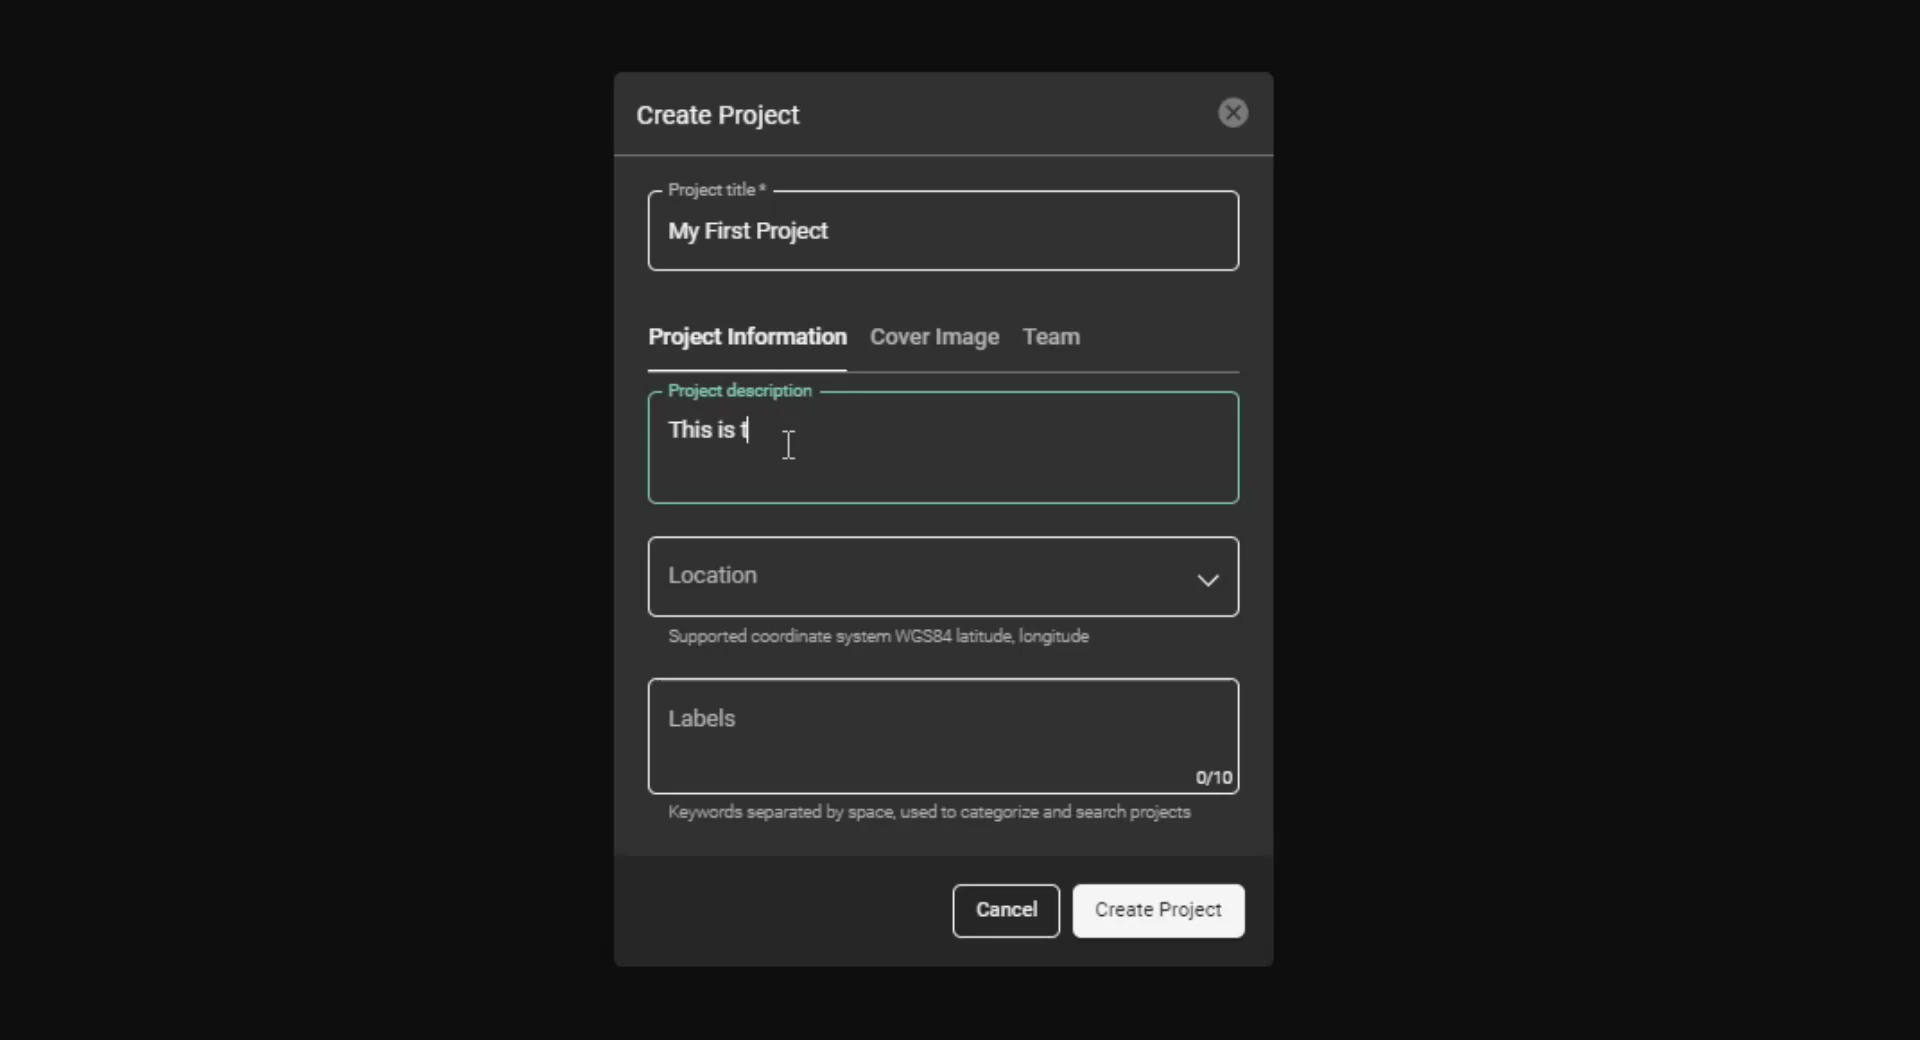 Create Project
Project title *
My First Project
Project Information Cover Image Team
Project description
This is t
Location
Supported coordinate system WGS84 latitude, longitude
Labels
0/10
Keywords separated by space, used to categorize and search projects
Cancel Create Project